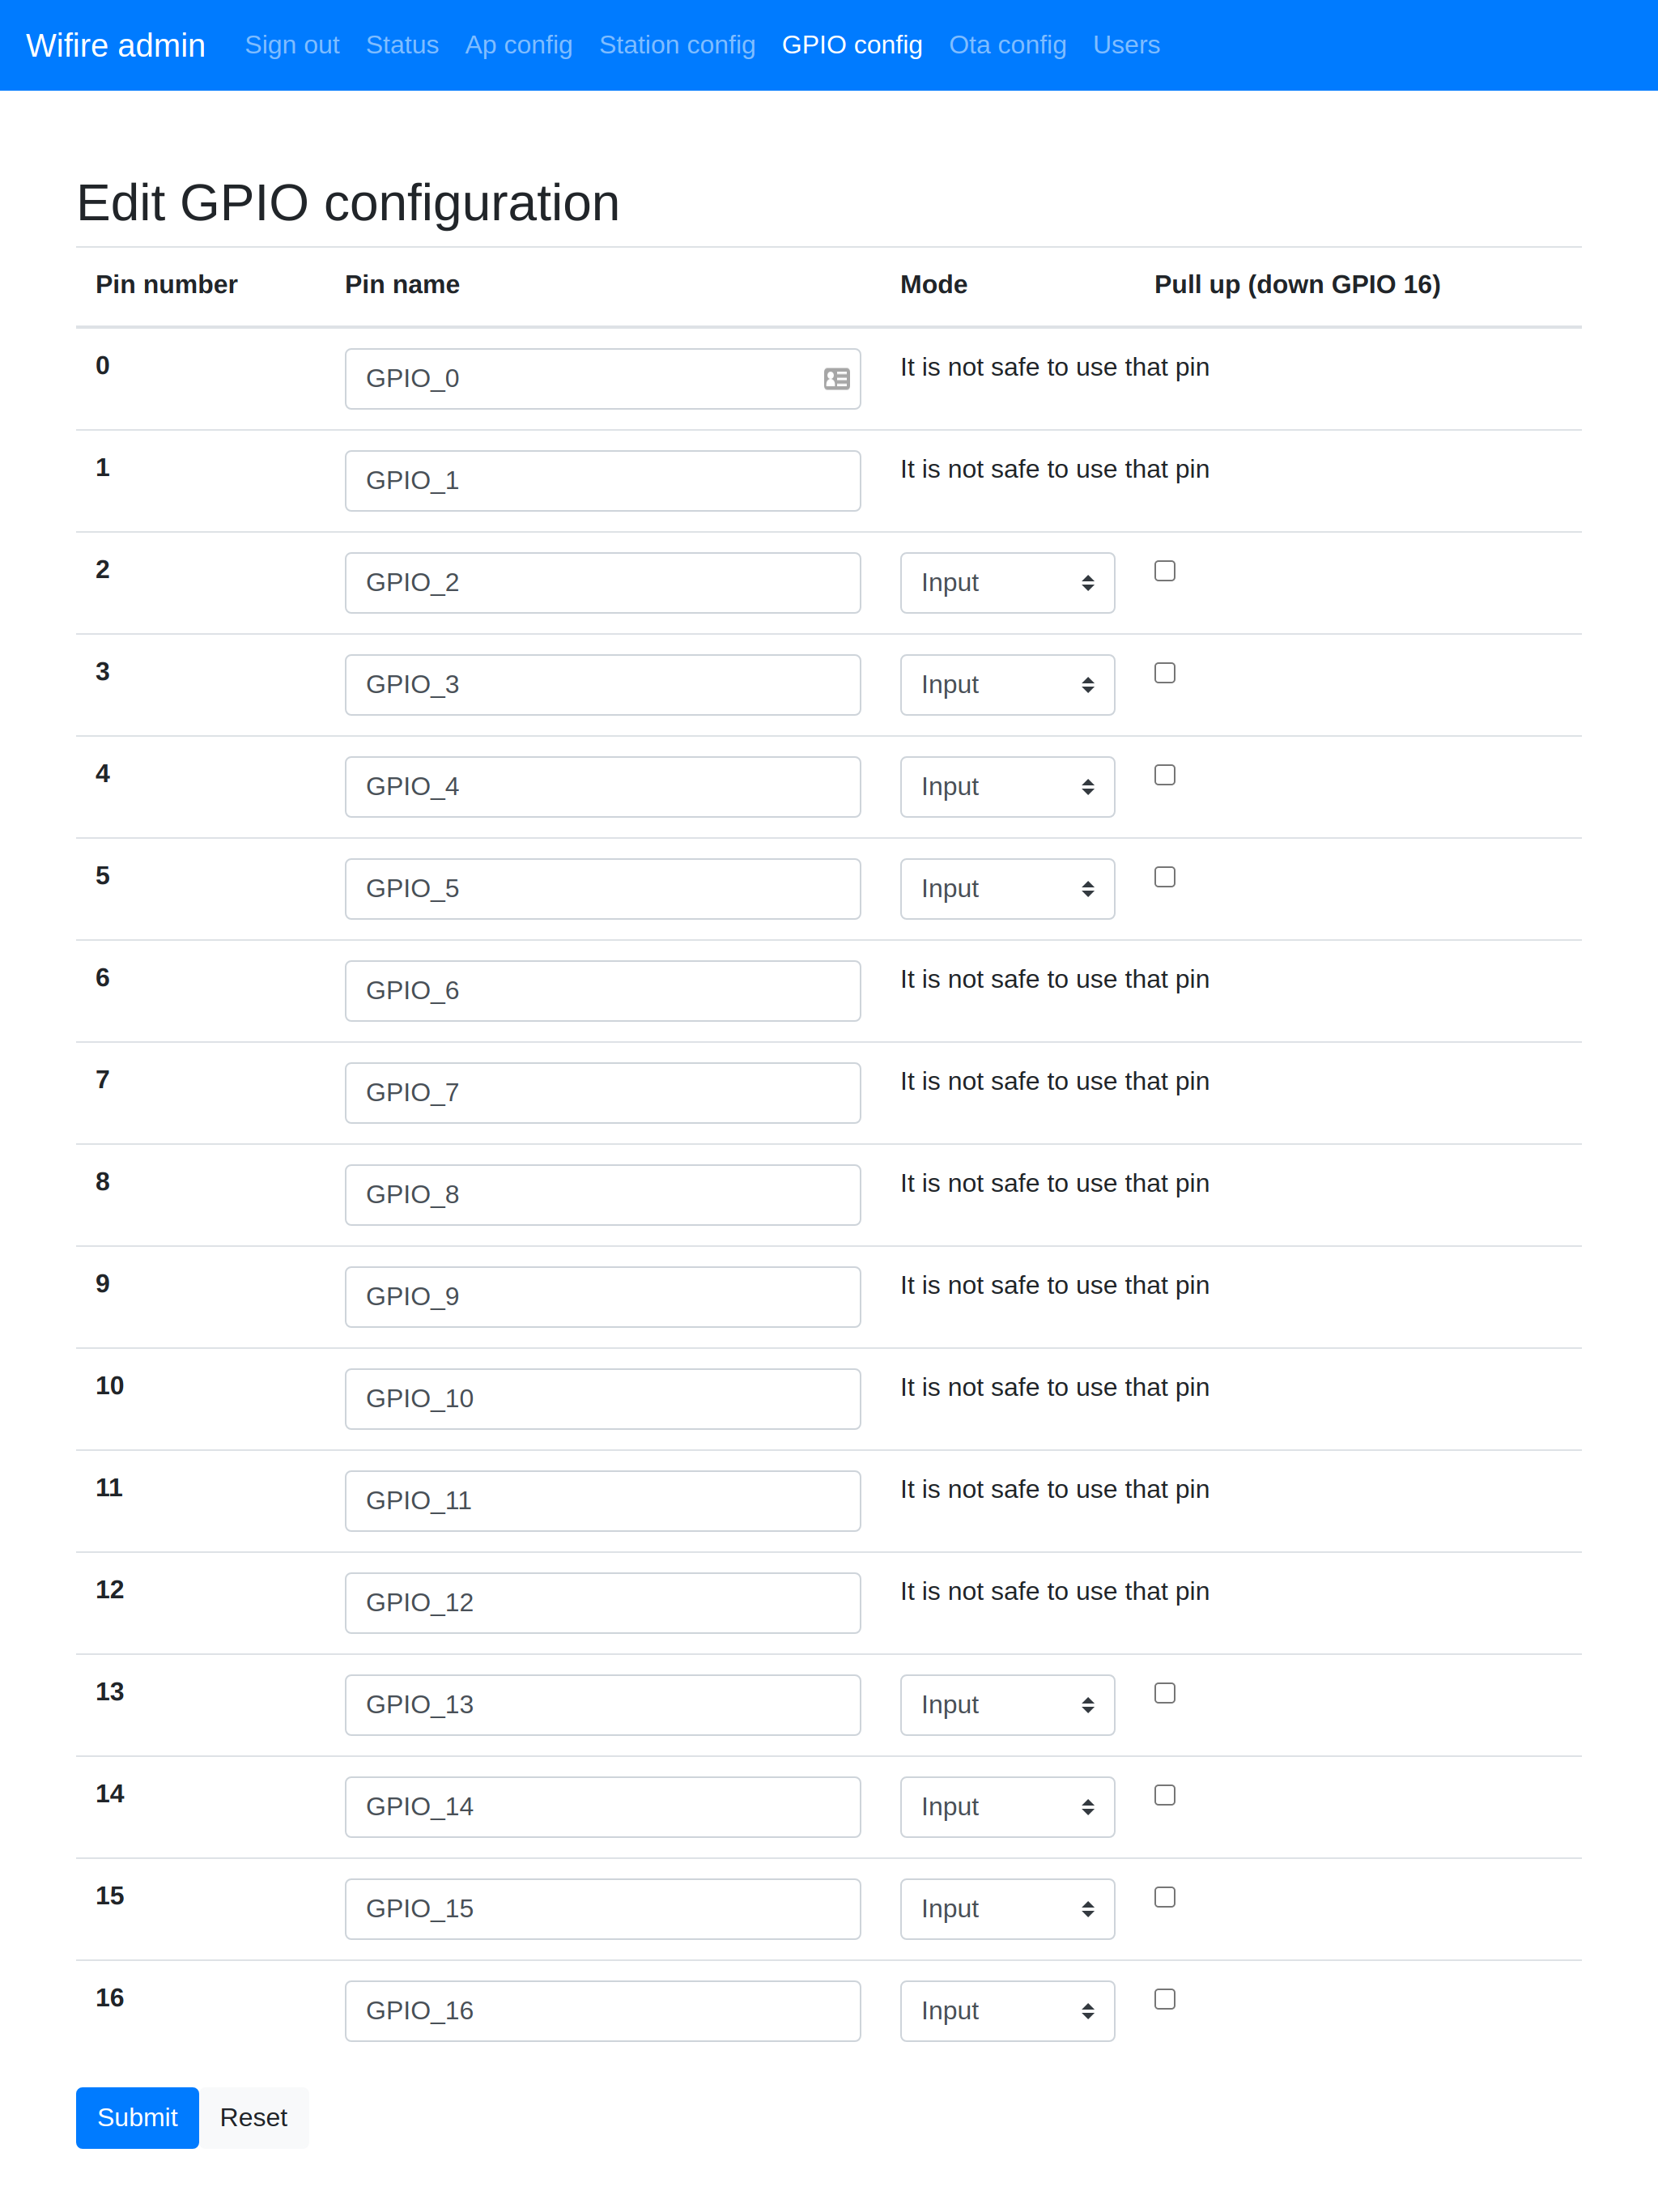 Wifire admin Sign out Status Ap config Station config GPIO config Ota config Users
Edit GPIO configuration
Pin number Pin name Mode Pull up (down GPIO 16)
0 GPIO_0 It is not safe to use that pin
1 GPIO_1 It is not safe to use that pin
2 GPIO_2 Input
3 GPIO_3 Input
4 GPIO_4 Input
5 GPIO_5 Input
6 GPIO_6 It is not safe to use that pin
7 GPIO_7 It is not safe to use that pin
8 GPIO_8 It is not safe to use that pin
9 GPIO_9 It is not safe to use that pin
10 GPIO_10 It is not safe to use that pin
11 GPIO_11 It is not safe to use that pin
12 GPIO_12 It is not safe to use that pin
13 GPIO_13 Input
14 GPIO_14 Input
15 GPIO_15 Input
16 GPIO_16 Input
Submit Reset